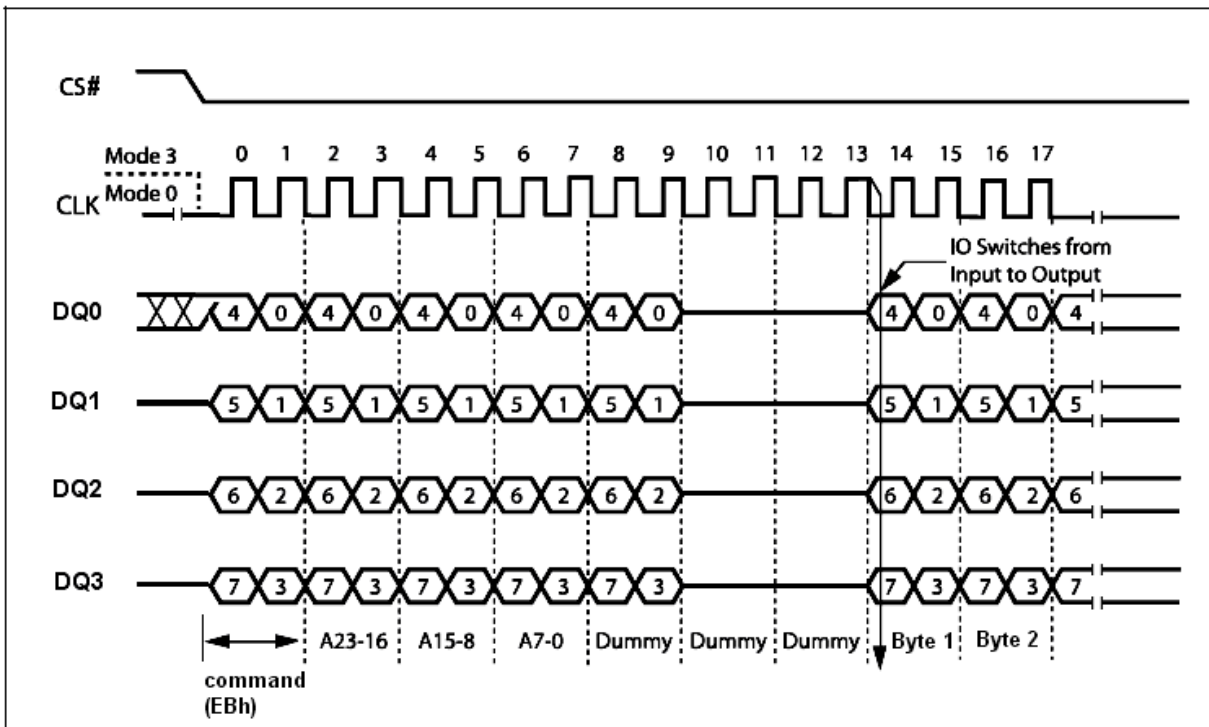 CS#
Mode 3
0 1 2 3 4 5 6 7 8 9 10 11 12 13 14 15 16 17
Mode 0
CLK
IO Switches from
Input to Output
DQ0 4 0 4 0 4 0 4 0 4 0 4 0 4 0 4
DQ1 5 1 5 1 5 1 5 1 5 1 5 1 5 1 5
DQ2 6 2 6 2 6 2 6 2 6 2 6 2 6 2 6
DQ3 7 3 7 3 7 3 7 3 7 3 7 3 7 3 7
A23-16 A15-8 A7-0 Dummy Dummy Dummy Byte 1 Byte 2
command
(EBh)